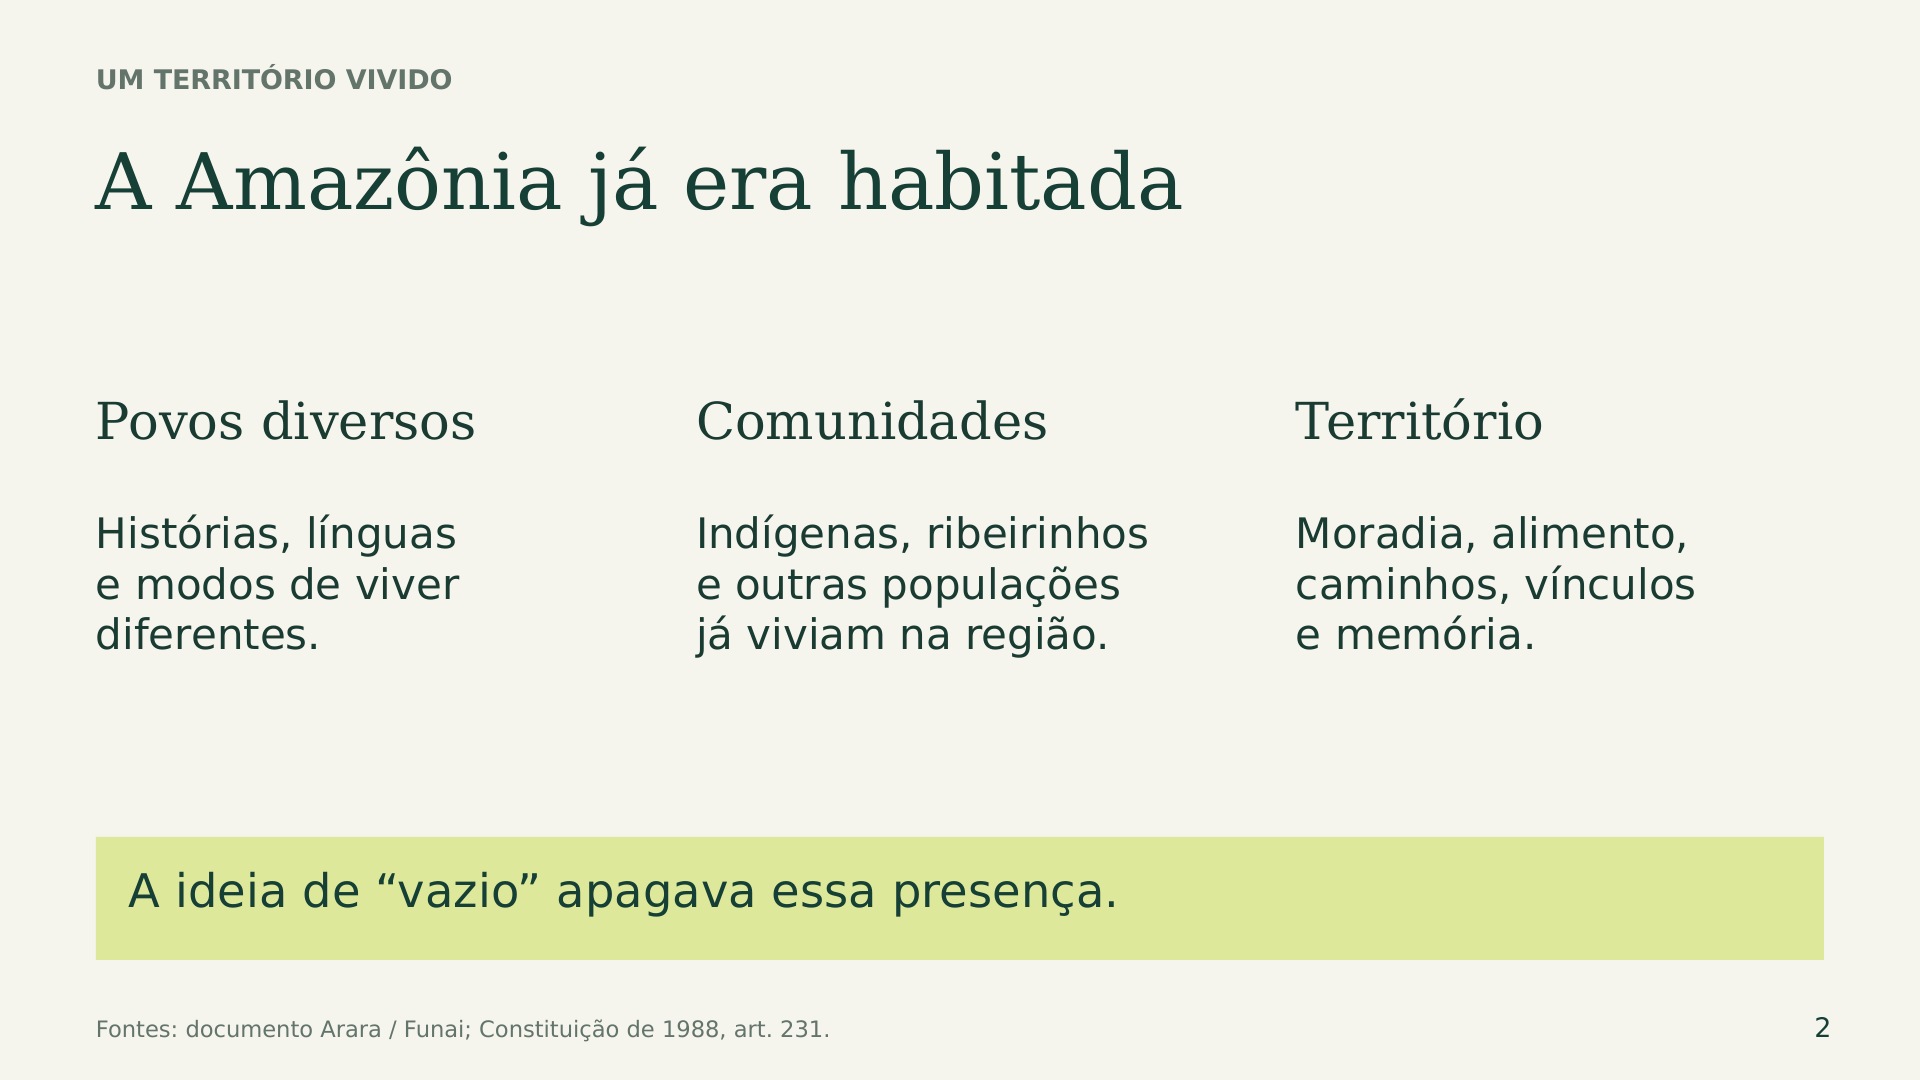 UM TERRITÓRIO VIVIDO
A Amazônia já era habitada
Povos diversos
Histórias, línguas
e modos de viver
diferentes.
Comunidades
Indígenas, ribeirinhos
e outras populações
já viviam na região.
Território
Moradia, alimento,
caminhos, vínculos
e memória.
A ideia de “vazio” apagava essa presença.
Fontes: documento Arara / Funai; Constituição de 1988, art. 231.
2